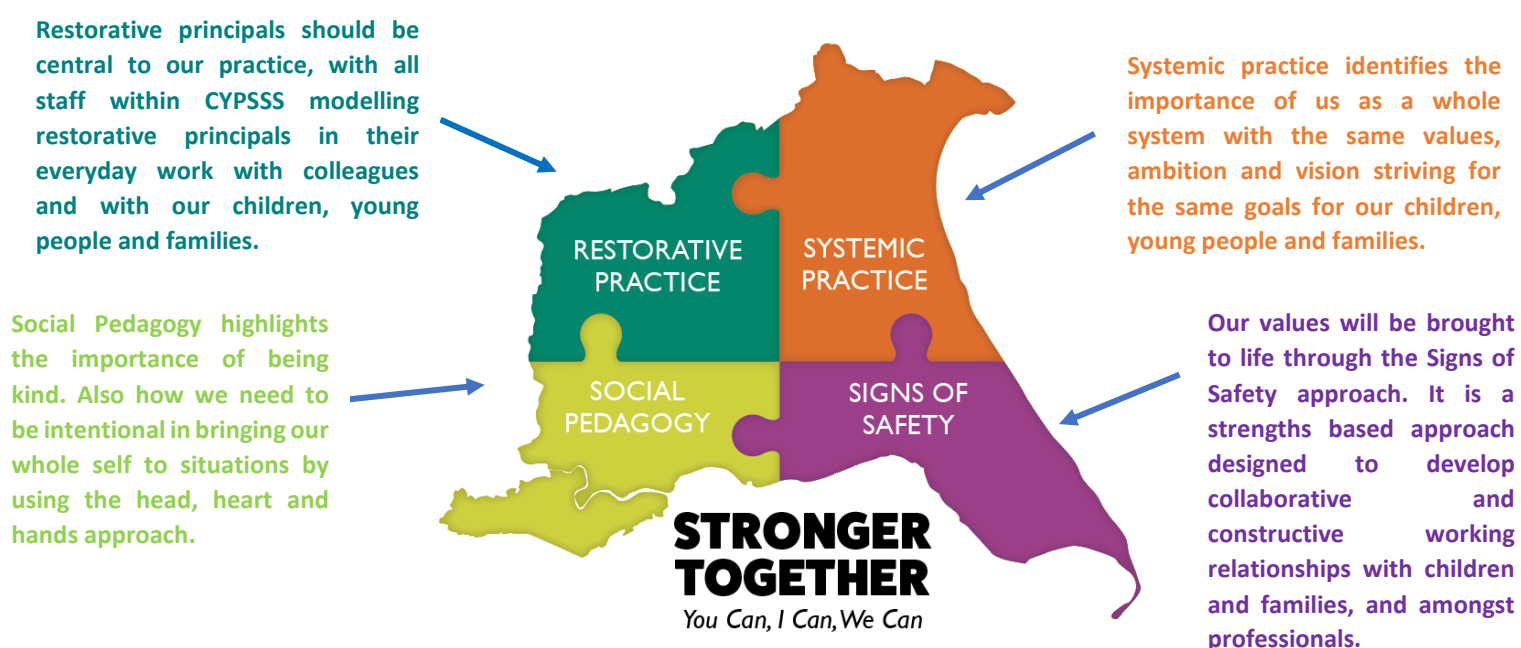 Restorative principals should be
central to our practice, with all
staff within CYPSSS modelling
restorative principals in their
everyday work with colleagues
and with our children, young
people and families.
Systemic practice identifies the
importance of us as a whole
system with the same values,
ambition and vision striving for
the same goals for our children,
young people and families.
RESTORATIVE
PRACTICE
SYSTEMIC
PRACTICE
Social Pedagogy highlights
the importance of being
kind. Also how we need to
be intentional in bringing our
whole self to situations by
using the head, heart and
hands approach.
SOCIAL
PEDAGOGY
SIGNS OF
SAFETY
Our values will be brought
to life through the Signs of
Safety approach. It is a
strengths based approach
designed to develop
collaborative and
constructive working
relationships with children
and families, and amongst
professionals.
STRONGER
TOGETHER
You Can, I Can, We Can